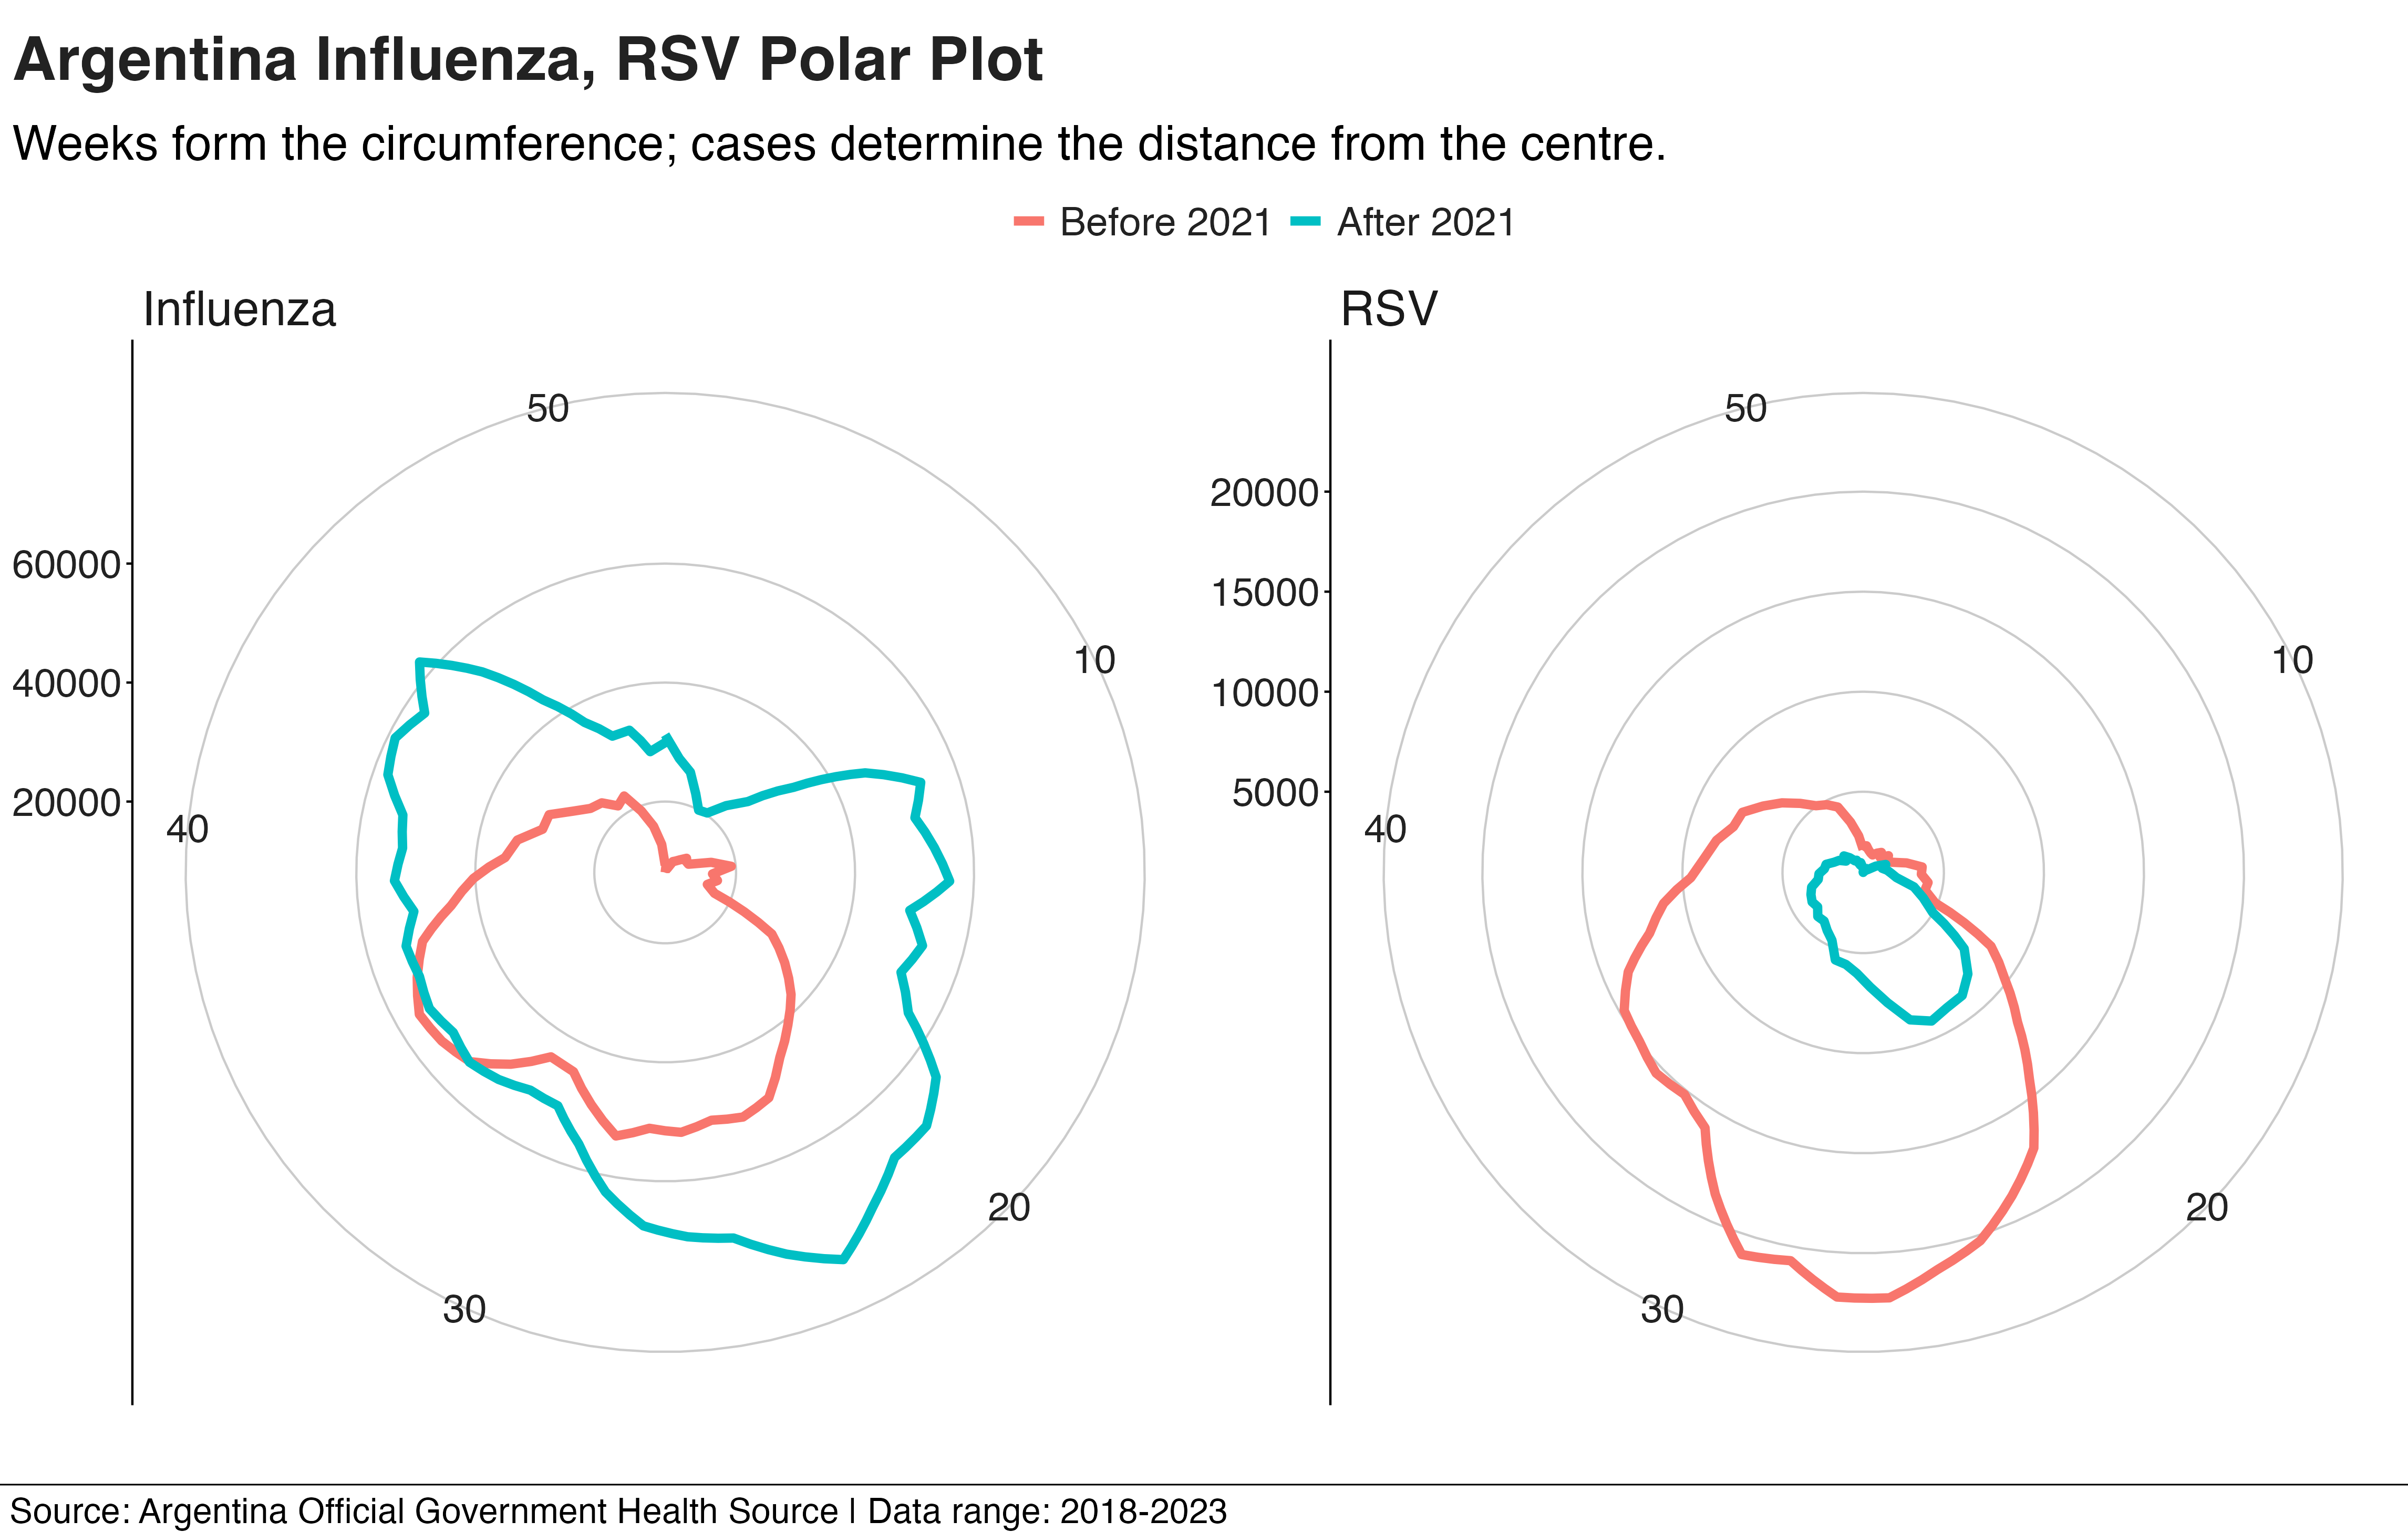 Argentina Influenza, RSV Polar Plot
Weeks form the circumference; cases determine the distance from the centre.
Before 2021 After 2021
Influenza
50
10
60000
40000
20000
40
20
30
RSV
50
20000
10
15000
10000
5000
40
20
30
Source: Argentina Official Government Health Source | Data range: 2018-2023